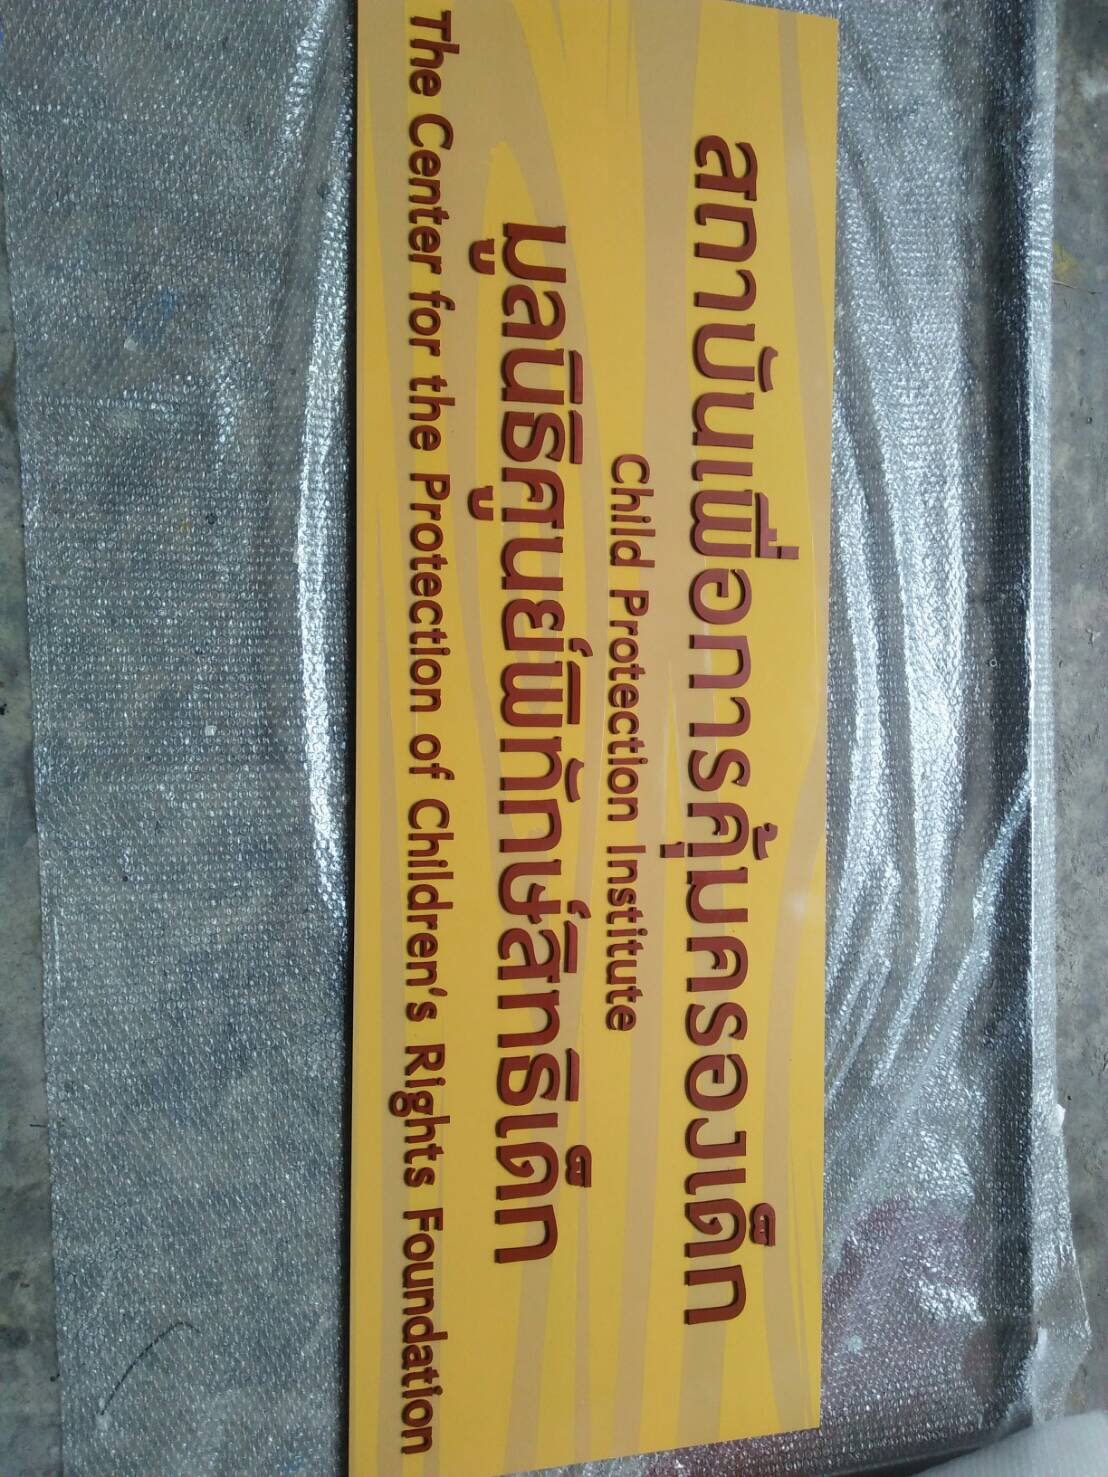 สถาบันเพื่อการคุ้มครองเด็ก
Child Protection Institute
มูลนิธิศูนย์พิทักษ์สิทธิเด็ก
The Center for the Protection of Children's Rights Foundation